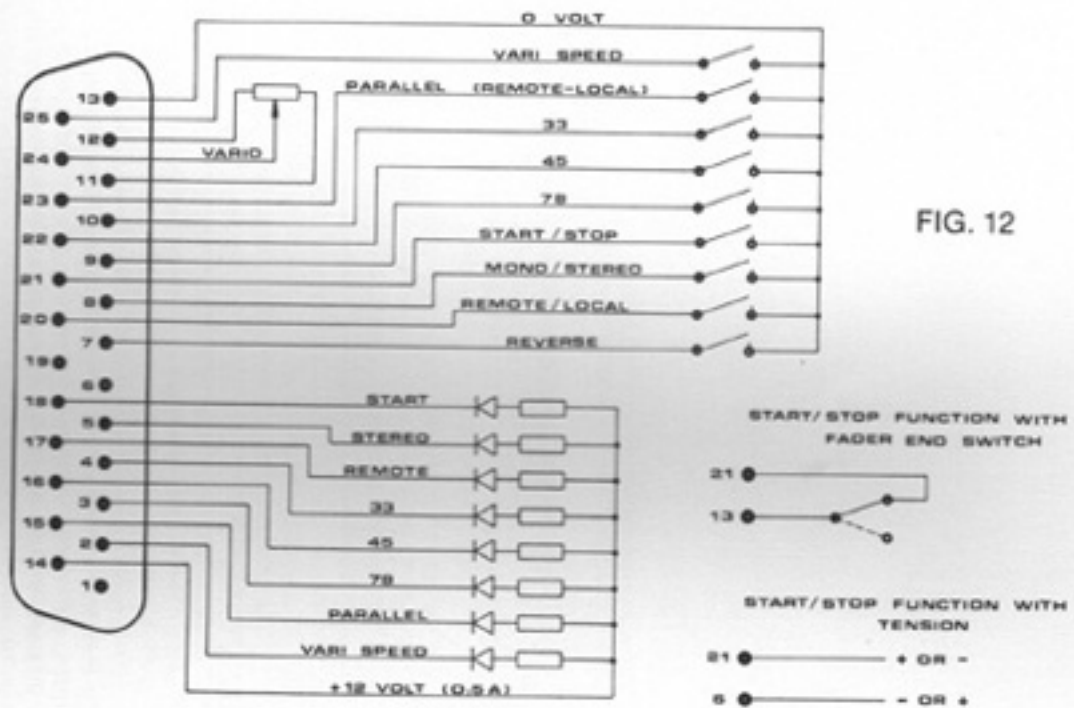 0 VOLT
VARI SPEED
PARALLEL (REMOTE-LOCAL)
33
45
78
START/STOP
MONO/STEREO
REMOTE/LOCAL
REVERSE
VARIO
13
25
12
24
11
23
10
22
9
21
8
20
7
19
6
18
5
17
4
16
3
15
2
14
1
START
STEREO
REMOTE
33
45
78
PARALLEL
VARI SPEED
+12 VOLT (0,5A)
FIG. 12
START/STOP FUNCTION WITH
FADER END SWITCH
21
13
START/STOP FUNCTION WITH
TENSION
21 + OR -
6 - OR +